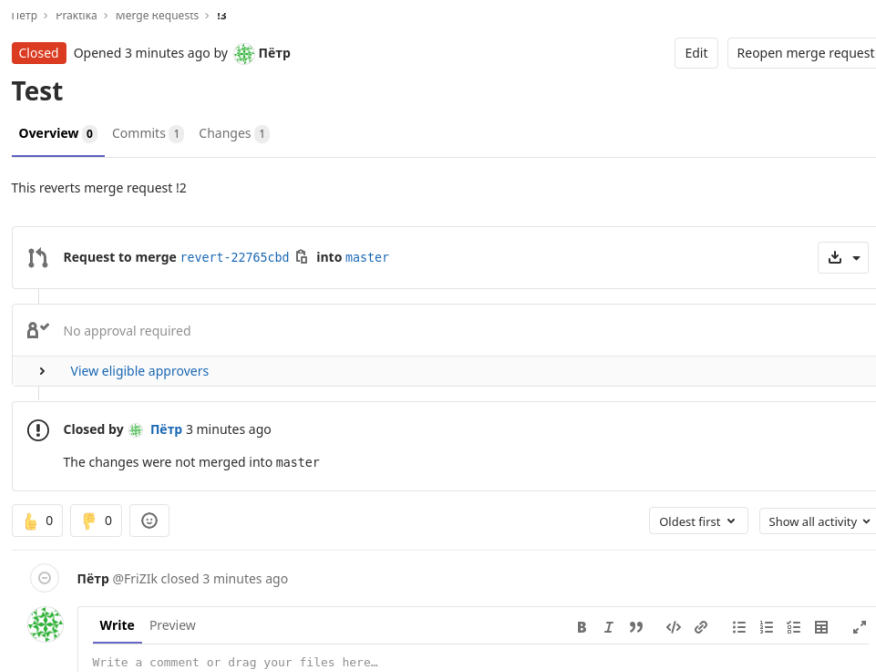 Пётр > Praktika > Merge Requests > !3
Closed Opened 3 minutes ago by Пётр Edit Reopen merge request
Test
Overview 0 Commits 1 Changes 1
This reverts merge request !2
Request to merge revert-22765cbd into master
No approval required
View eligible approvers
Closed by Пётр 3 minutes ago
The changes were not merged into master
👍 0 👎 0 Oldest first Show all activity
Пётр @FriZIk closed 3 minutes ago
Write Preview
Write a comment or drag your files here…